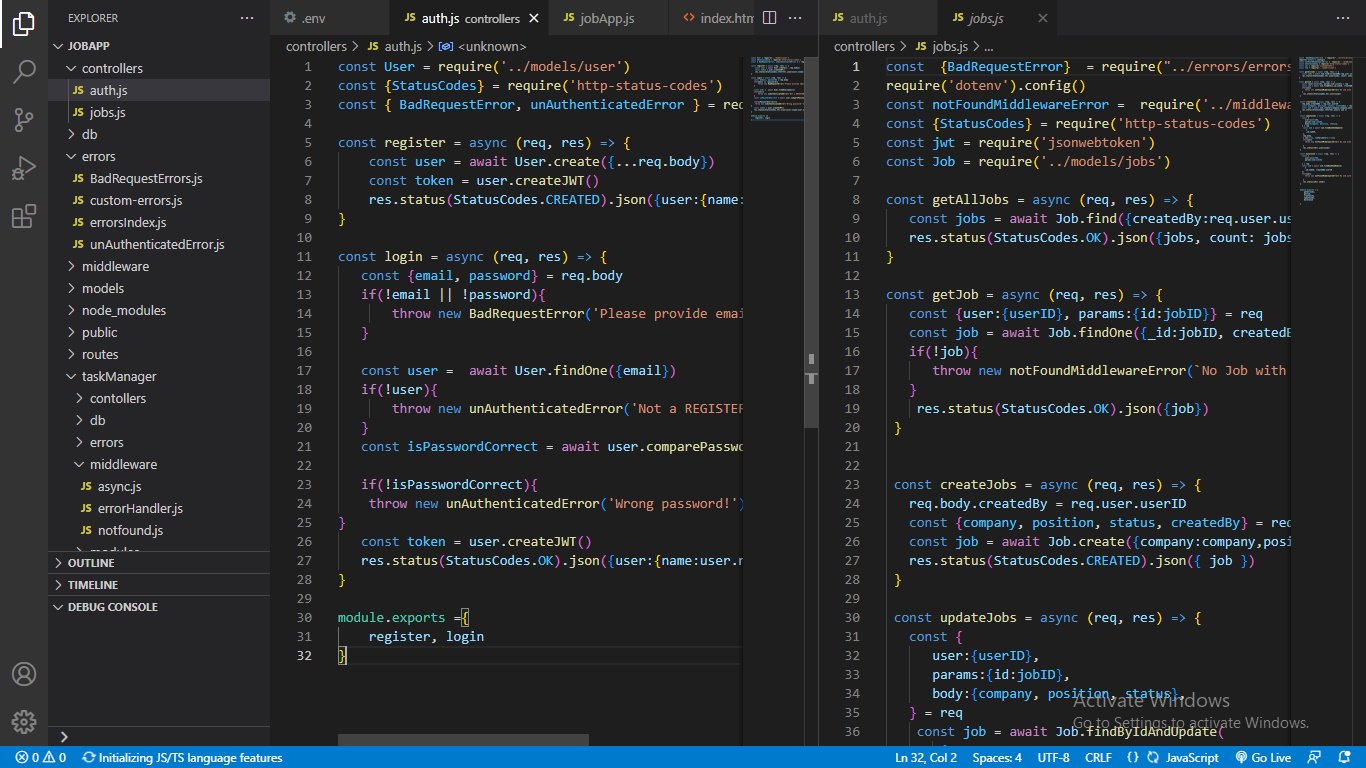 EXPLORER
JOBAPP
controllers
JS auth.js
JS jobs.js
db
errors
JS BadRequestErrors.js
JS custom-errors.js
JS errorsIndex.js
JS unAuthenticatedError.js
middleware
models
node_modules
public
routes
taskManager
contollers
db
errors
middleware
JS async.js
JS errorHandler.js
JS notfound.js
OUTLINE
TIMELINE
DEBUG CONSOLE
.env
JS auth.js controllers
JS jobApp.js
<> index.htm
controllers > JS auth.js > <unknown>
1 const User = require('../models/user')
2 const {StatusCodes} = require('http-status-codes')
3 const { BadRequestError, unAuthenticatedError } = rec
4
5 const register = async (req, res) => {
6 const user = await User.create({...req.body})
7 const token = user.createJWT()
8 res.status(StatusCodes.CREATED).json({user:{name:
9 }
10
11 const login = async (req, res) => {
12 const {email, password} = req.body
13 if(!email || !password){
14 throw new BadRequestError('Please provide emai
15 }
16
17 const user =  await User.findOne({email})
18 if(!user){
19 throw new unAuthenticatedError('Not a REGISTER
20 }
21 const isPasswordCorrect = await user.comparePasswo
22
23 if(!isPasswordCorrect){
24 throw new unAuthenticatedError('Wrong password!')
25 }
26 const token = user.createJWT()
27 res.status(StatusCodes.OK).json({user:{name:user.n
28 }
29
30 module.exports ={
31 register, login
32 }
JS auth.js
JS jobs.js
controllers > JS jobs.js > ...
1 const  {BadRequestError}  = require("../errors/errors
2 require('dotenv').config()
3 const notFoundMiddlewareError =  require('../middlewa
4 const {StatusCodes} = require('http-status-codes')
5 const jwt = require('jsonwebtoken')
6 const Job = require('../models/jobs')
7
8 const getAllJobs = async (req, res) => {
9 const jobs = await Job.find({createdBy:req.user.us
10 res.status(StatusCodes.OK).json({jobs, count: jobs
11 }
12
13 const getJob = async (req, res) => {
14 const {user:{userID}, params:{id:jobID}} = req
15 const job = await Job.findOne({_id:jobID, createdB
16 if(!job){
17 throw new notFoundMiddlewareError(`No Job with
18 }
19 res.status(StatusCodes.OK).json({job})
20 }
21
22
23 const createJobs = async (req, res) => {
24 req.body.createdBy = req.user.userID
25 const {company, position, status, createdBy} = req
26 const job = await Job.create({company:company,posi
27 res.status(StatusCodes.CREATED).json({ job })
28 }
29
30 const updateJobs = async (req, res) => {
31 const {
32 user:{userID},
33 params:{id:jobID},
34 body:{company, position, status},
35 } = req
36 const job = await Job.findByIdAndUpdate(
Activate Windows
Go to Settings to activate Windows.
0 0 Initializing JS/TS language features
Ln 32, Col 2 Spaces: 4 UTF-8 CRLF {} JavaScript Go Live